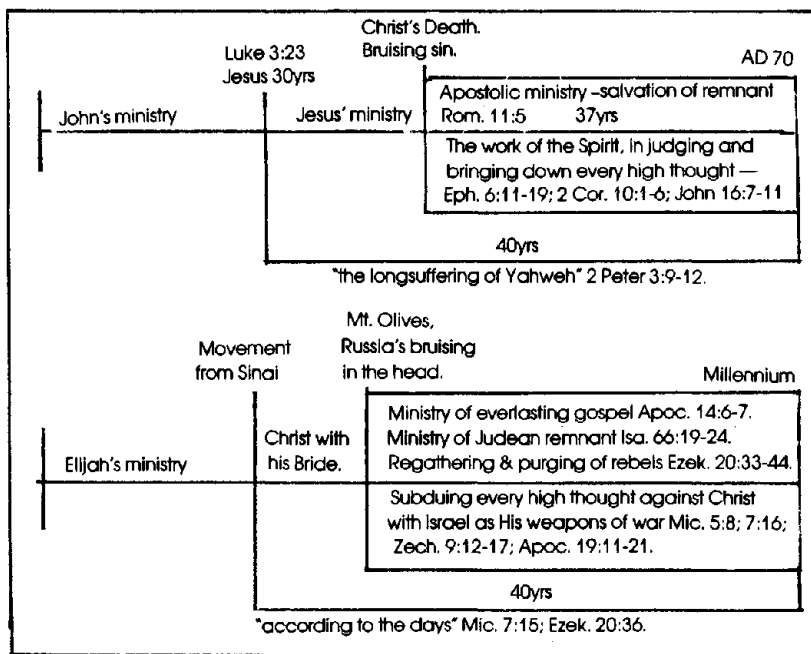 Christ's Death.
Bruising sin.
Luke 3:23
Jesus 30yrs
AD 70
John's ministry
Jesus' ministry
Apostolic ministry –salvation of remnant
Rom. 11:5 37yrs
The work of the Spirit, in judging and
bringing down every high thought —
Eph. 6:11-19; 2 Cor. 10:1-6; John 16:7-11
40yrs
"the longsuffering of Yahweh" 2 Peter 3:9-12.
Mt. Olives,
Russia's bruising
in the head.
Movement
from Sinai
Millennium
Elijah's ministry
Christ with
his Bride.
Ministry of everlasting gospel Apoc. 14:6-7.
Ministry of Judean remnant Isa. 66:19-24.
Regathering & purging of rebels Ezek. 20:33-44.
Subduing every high thought against Christ
with Israel as His weapons of war Mic. 5:8; 7:16;
Zech. 9:12-17; Apoc. 19:11-21.
40yrs
"according to the days" Mic. 7:15; Ezek. 20:36.